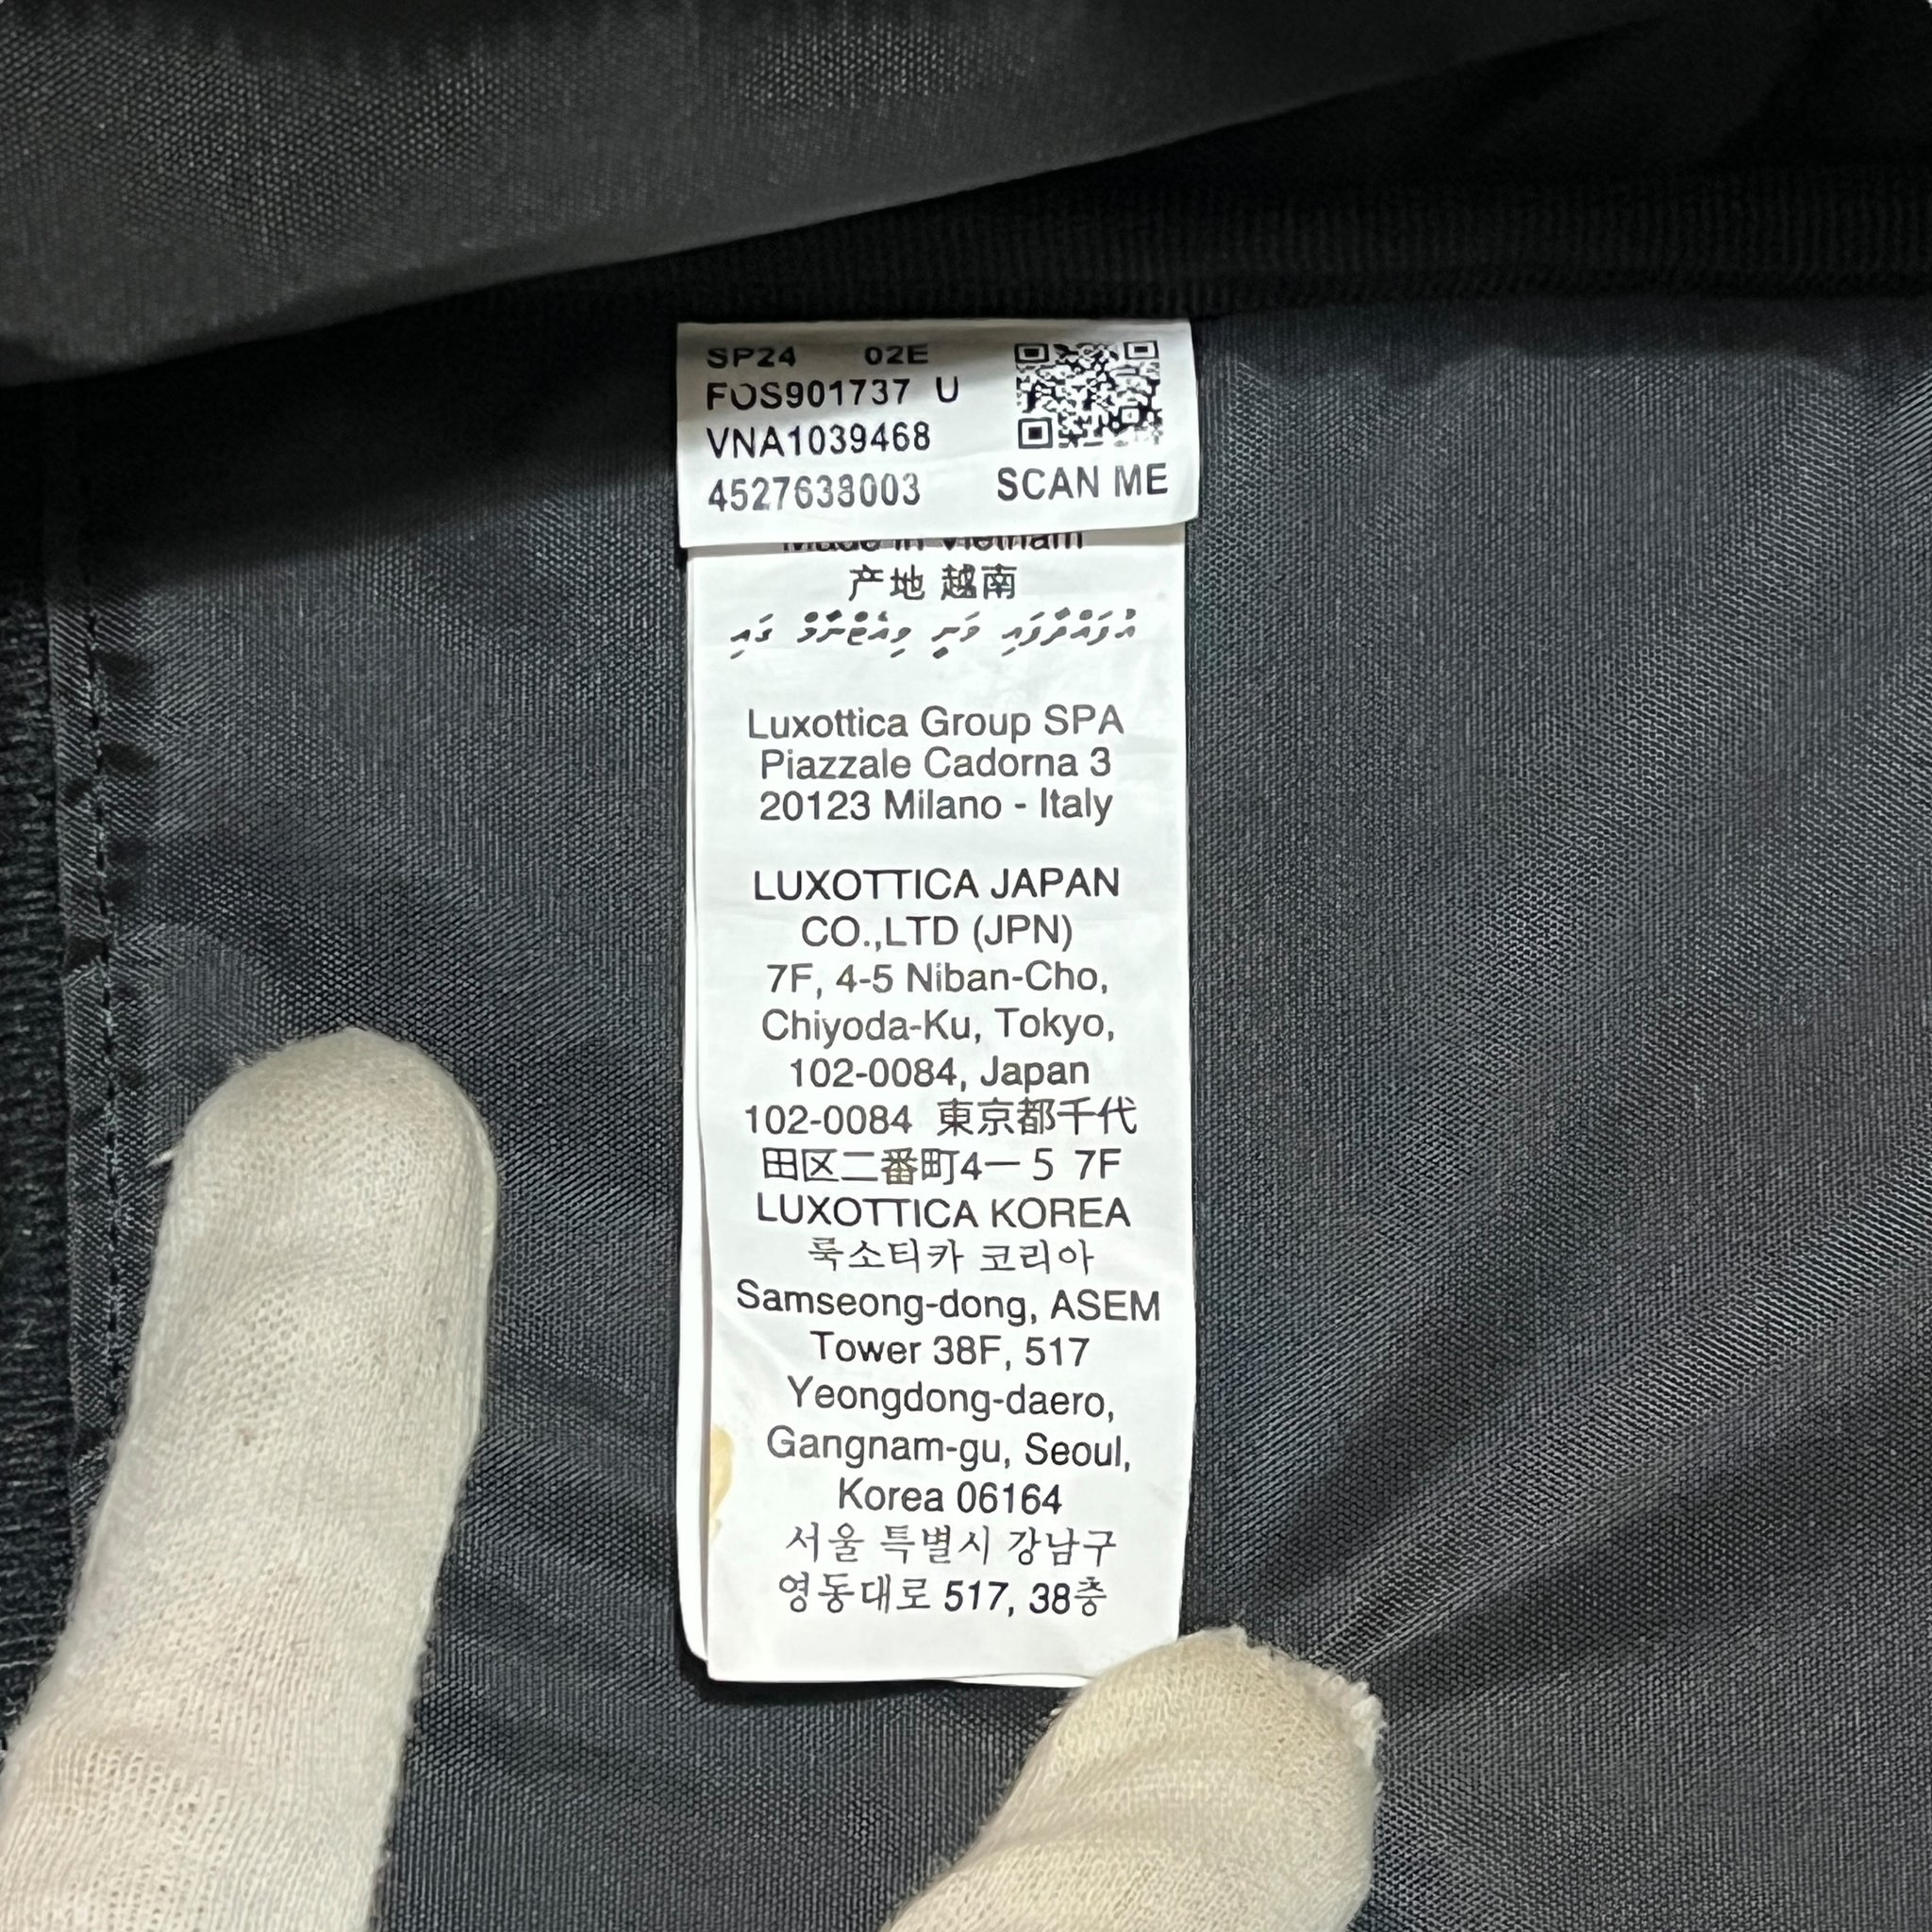 SP24 02E
FOS901737 U
VNA1039468
4527638003 SCAN ME
Made in Vietnam
产地 越南
އުފައްދާފައި ވަނީ ވިއެޓްނާމް ގައި
Luxottica Group SPA
Piazzale Cadorna 3
20123 Milano - Italy
LUXOTTICA JAPAN
CO.,LTD (JPN)
7F, 4-5 Niban-Cho,
Chiyoda-Ku, Tokyo,
102-0084, Japan
102-0084 東京都千代
田区二番町4一５ 7F
LUXOTTICA KOREA
룩소티카 코리아
Samseong-dong, ASEM
Tower 38F, 517
Yeongdong-daero,
Gangnam-gu, Seoul,
Korea 06164
서울 특별시 강남구
영동대로 517, 38층